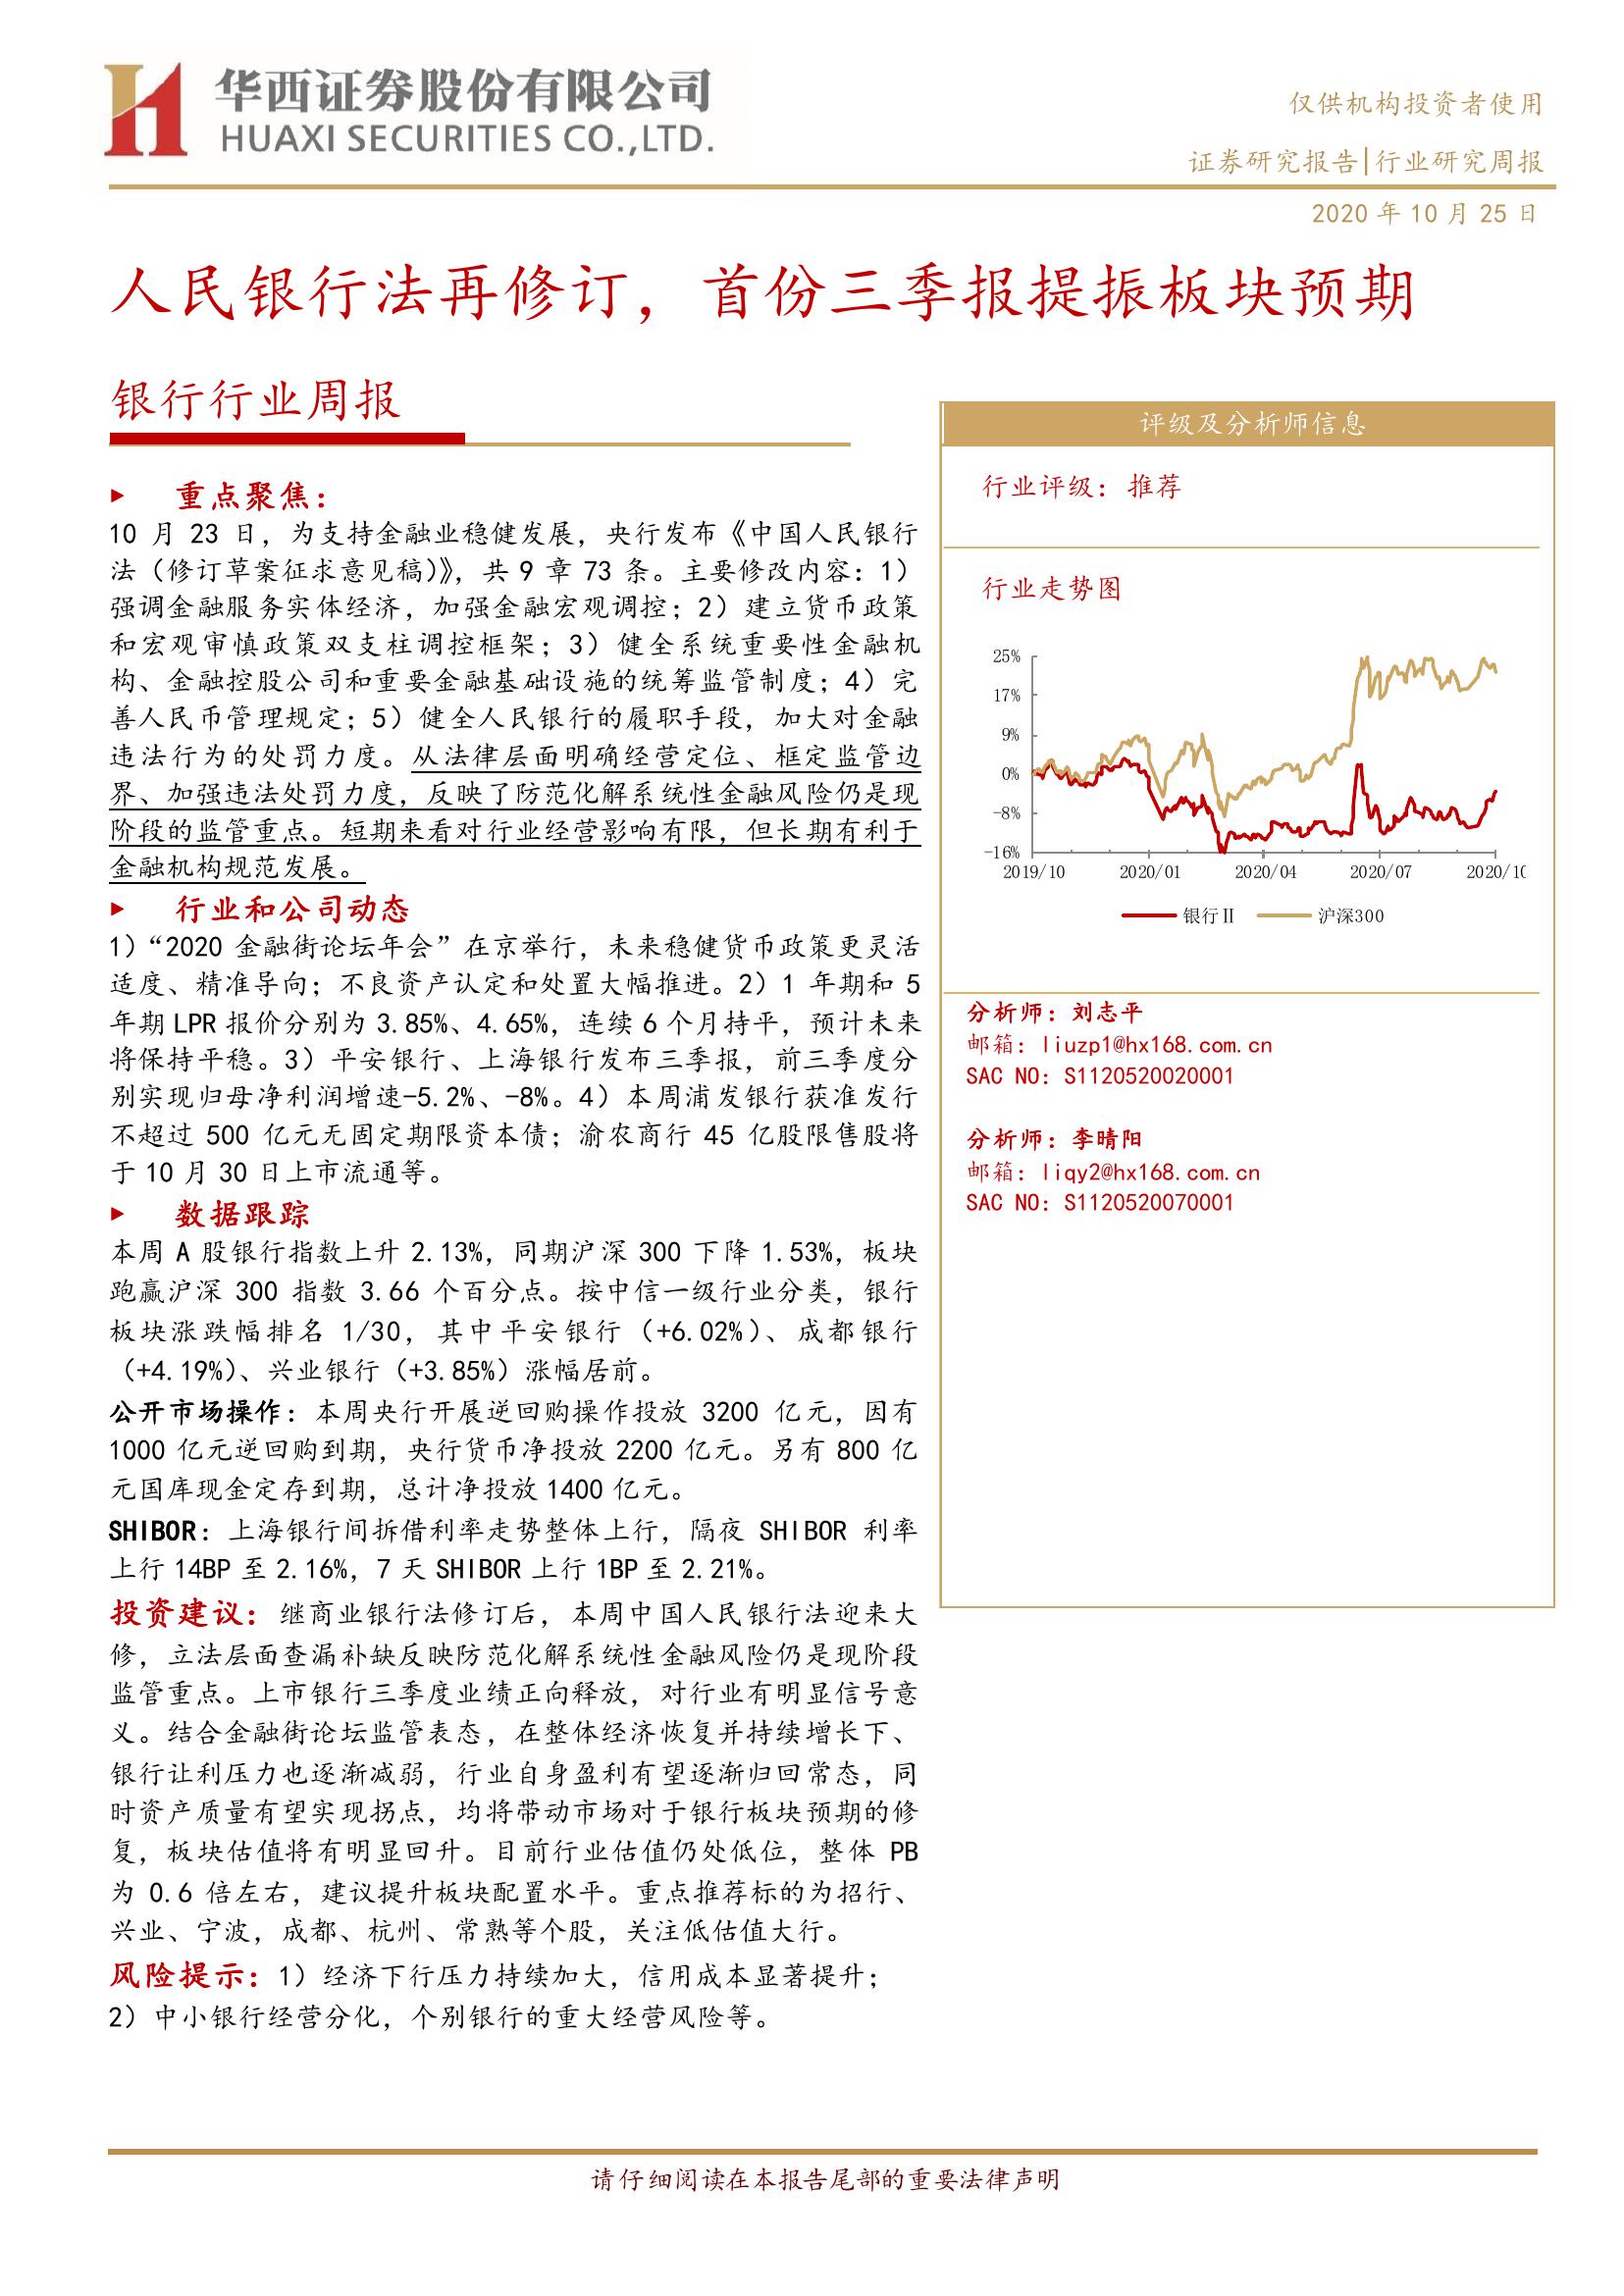 华西证券股份有限公司
HUAXI SECURITIES CO.,LTD.
仅供机构投资者使用
证券研究报告|行业研究周报
2020 年 10 月 25 日
人民银行法再修订，首份三季报提振板块预期
银行行业周报
重点聚焦：
10 月 23 日，为支持金融业稳健发展，央行发布《中国人民银行
法（修订草案征求意见稿）》，共 9 章 73 条。主要修改内容：1）
强调金融服务实体经济，加强金融宏观调控；2）建立货币政策
和宏观审慎政策双支柱调控框架；3）健全系统重要性金融机
构、金融控股公司和重要金融基础设施的统筹监管制度；4）完
善人民币管理规定；5）健全人民银行的履职手段，加大对金融
违法行为的处罚力度。从法律层面明确经营定位、框定监管边
界、加强违法处罚力度，反映了防范化解系统性金融风险仍是现
阶段的监管重点。短期来看对行业经营影响有限，但长期有利于
金融机构规范发展。
行业和公司动态
1）“2020 金融街论坛年会”在京举行，未来稳健货币政策更灵活
适度、精准导向；不良资产认定和处置大幅推进。2）1 年期和 5
年期 LPR 报价分别为 3.85%、4.65%，连续 6 个月持平，预计未来
将保持平稳。3）平安银行、上海银行发布三季报，前三季度分
别实现归母净利润增速-5.2%、-8%。4）本周浦发银行获准发行
不超过 500 亿元无固定期限资本债；渝农商行 45 亿股限售股将
于 10 月 30 日上市流通等。
数据跟踪
本周 A 股银行指数上升 2.13%，同期沪深 300 下降 1.53%，板块
跑赢沪深 300 指数 3.66 个百分点。按中信一级行业分类，银行
板块涨跌幅排名 1/30，其中平安银行（+6.02%）、成都银行
（+4.19%）、兴业银行（+3.85%）涨幅居前。
公开市场操作：本周央行开展逆回购操作投放 3200 亿元，因有
1000 亿元逆回购到期，央行货币净投放 2200 亿元。另有 800 亿
元国库现金定存到期，总计净投放 1400 亿元。
SHIBOR：上海银行间拆借利率走势整体上行，隔夜 SHIBOR 利率
上行 14BP 至 2.16%，7 天 SHIBOR 上行 1BP 至 2.21%。
投资建议：继商业银行法修订后，本周中国人民银行法迎来大
修，立法层面查漏补缺反映防范化解系统性金融风险仍是现阶段
监管重点。上市银行三季度业绩正向释放，对行业有明显信号意
义。结合金融街论坛监管表态，在整体经济恢复并持续增长下、
银行让利压力也逐渐减弱，行业自身盈利有望逐渐归回常态，同
时资产质量有望实现拐点，均将带动市场对于银行板块预期的修
复，板块估值将有明显回升。目前行业估值仍处低位，整体 PB
为 0.6 倍左右，建议提升板块配置水平。重点推荐标的为招行、
兴业、宁波，成都、杭州、常熟等个股，关注低估值大行。
风险提示：1）经济下行压力持续加大，信用成本显著提升；
2）中小银行经营分化，个别银行的重大经营风险等。
评级及分析师信息
行业评级：推荐
行业走势图
25%
17%
9%
0%
-8%
-16%
2019/10 2020/01 2020/04 2020/07 2020/10
银行Ⅱ 沪深300
分析师：刘志平
邮箱：liuzp1@hx168.com.cn
SAC NO：S1120520020001
分析师：李晴阳
邮箱：liqy2@hx168.com.cn
SAC NO：S1120520070001
请仔细阅读在本报告尾部的重要法律声明